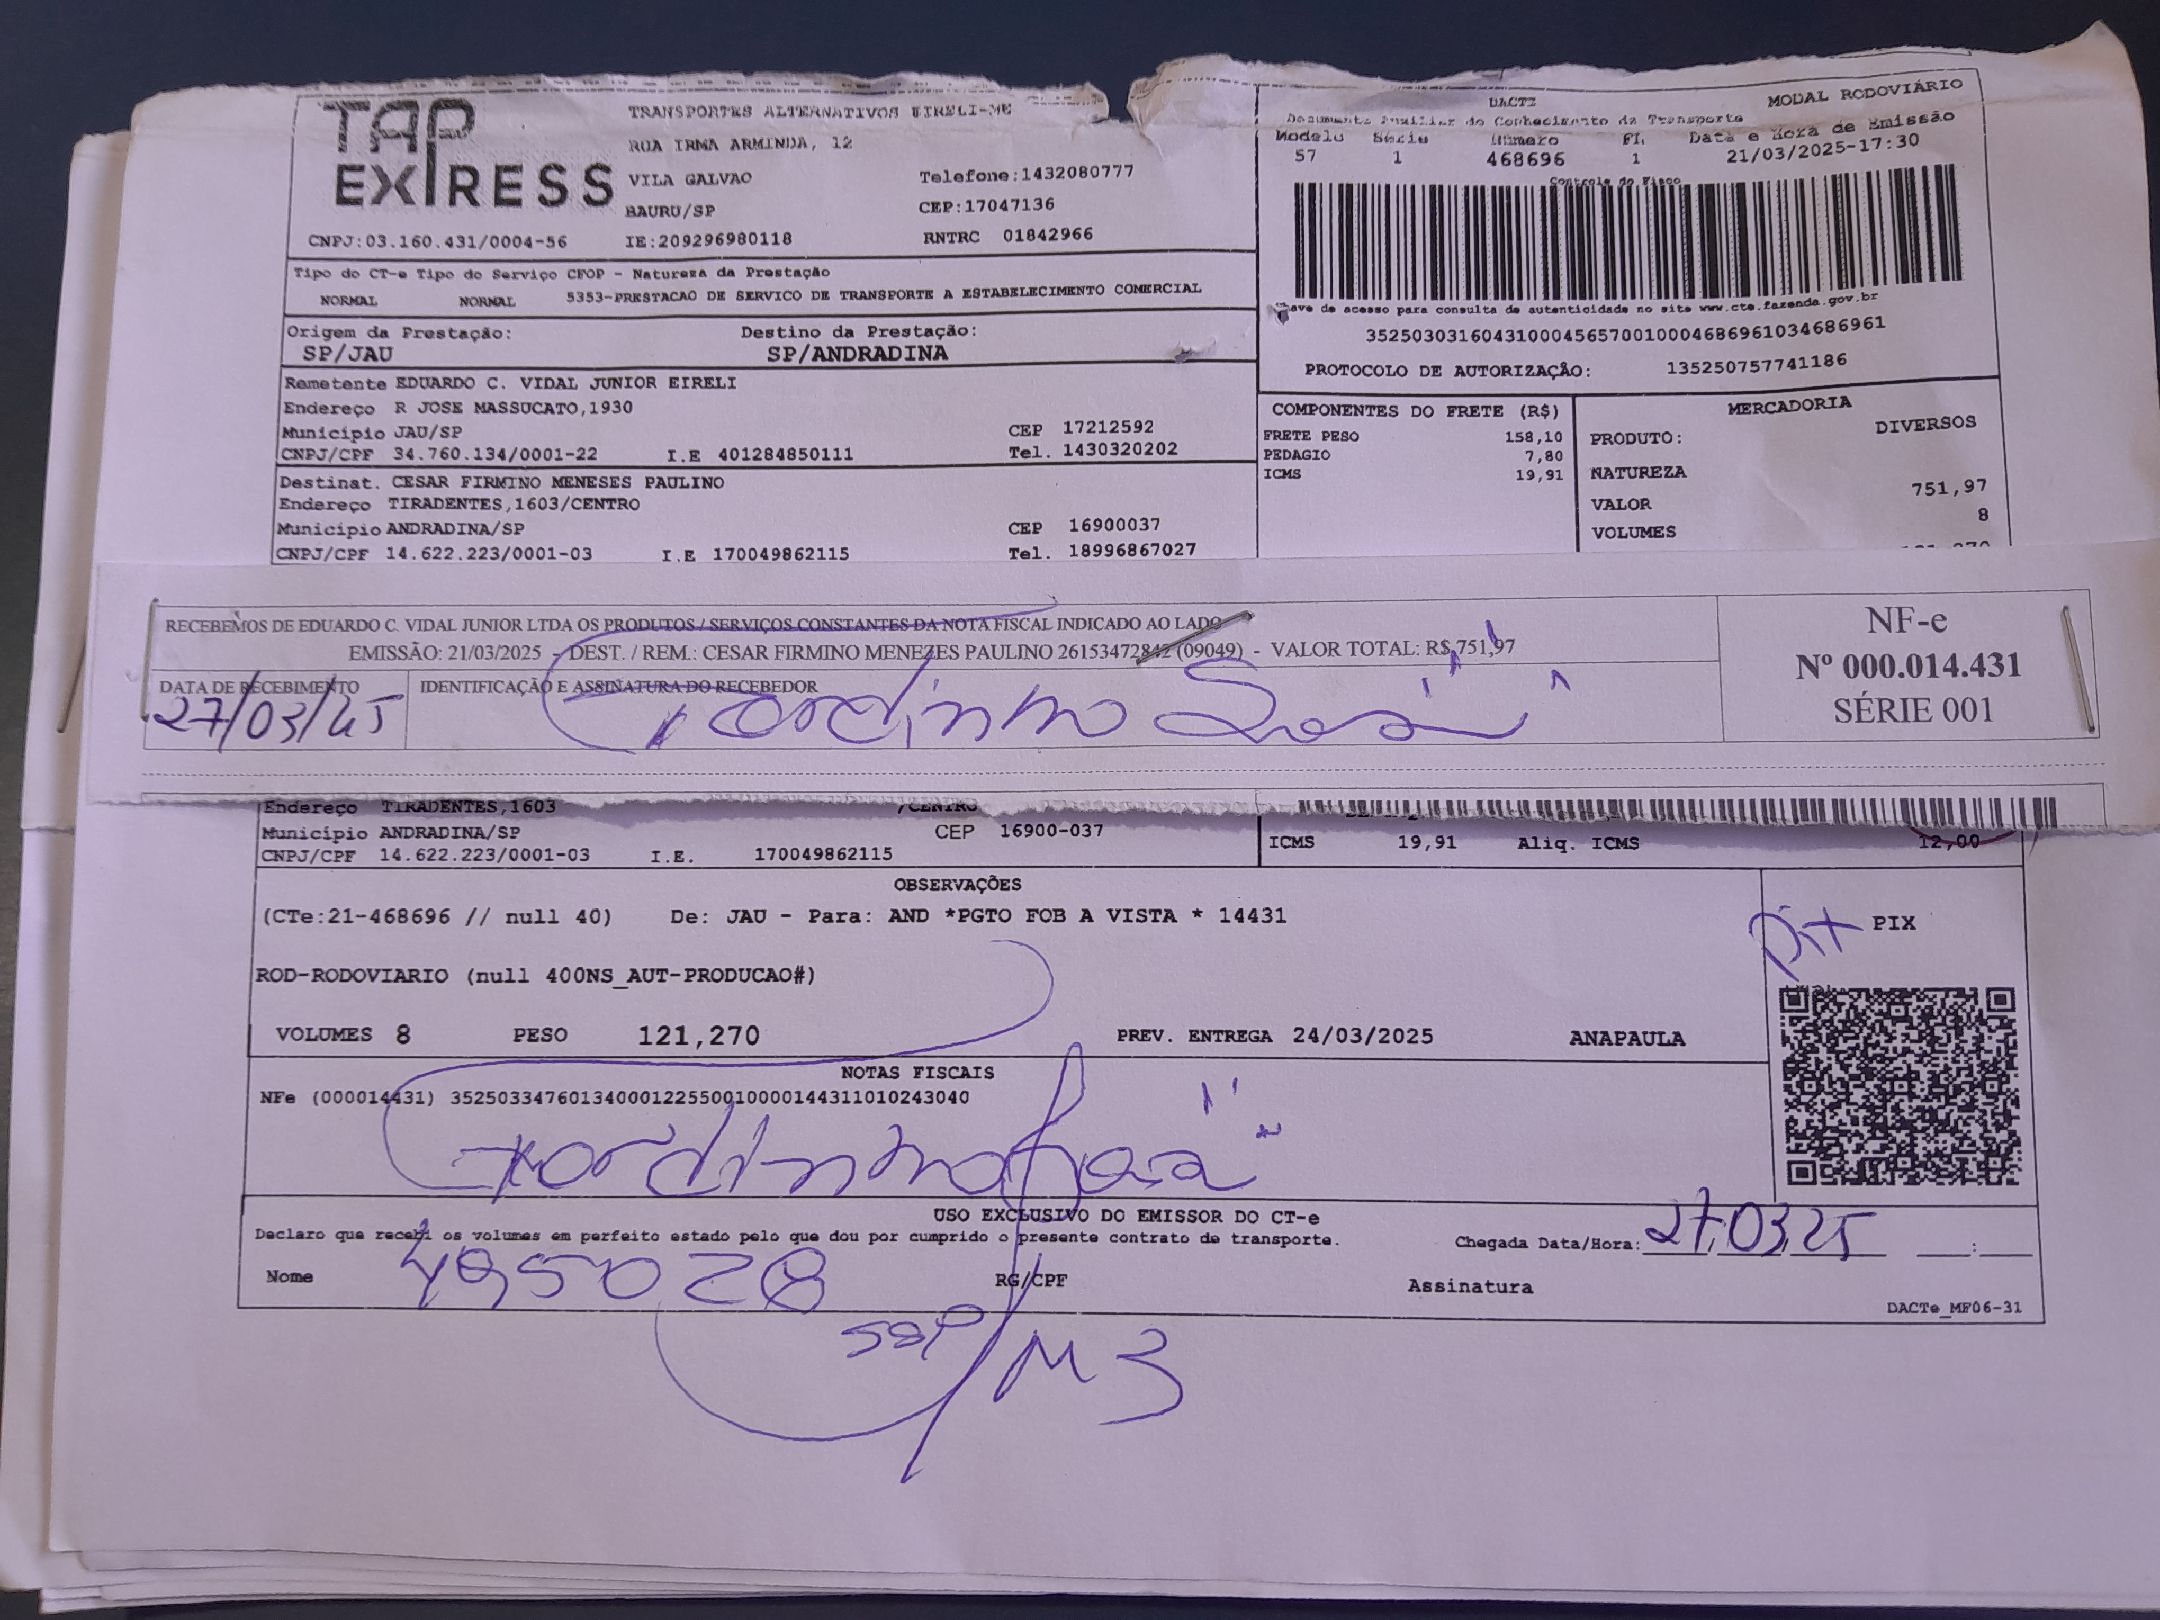 TAP EXPRESS
TRANSPORTES ALTERNATIVOS EIRELI-ME
RUA IRMA ARMINDA, 12
VILA GALVAO Telefone:1432080777
BAURU/SP CEP:17047136
CNPJ:03.160.431/0004-56 IE:209296980118 RNTRC 01842966
Tipo do CT-e Tipo do Serviço CFOP - Natureza da Prestação
NORMAL NORMAL 5353-PRESTACAO DE SERVICO DE TRANSPORTE A ESTABELECIMENTO COMERCIAL
Origem da Prestação: Destino da Prestação:
SP/JAU SP/ANDRADINA
Remetente EDUARDO C. VIDAL JUNIOR EIRELI
Endereço R JOSE MASSUCATO,1930
Município JAU/SP CEP 17212592
CNPJ/CPF 34.760.134/0001-22 I.E 401284850111 Tel. 1430320202
Destinat. CESAR FIRMINO MENESES PAULINO
Endereço TIRADENTES,1603/CENTRO
Município ANDRADINA/SP CEP 16900037
CNPJ/CPF 14.622.223/0001-03 I.E 170049862115 Tel. 18996867027
DACTE MODAL RODOVIÁRIO
Documento Auxiliar do Conhecimento de Transporte
Modelo Série Número FL Data e Hora de Emissão
57 1 468696 1 21/03/2025-17:30
Controle do Fisco
ave de acesso para consulta de autenticidade no site www.cte.fazenda.gov.br
35250303160431000456570010004686961034686961
PROTOCOLO DE AUTORIZAÇÃO: 135250757741186
COMPONENTES DO FRETE (R$)
FRETE PESO 158,10
PEDAGIO 7,80
ICMS 19,91
MERCADORIA
PRODUTO: DIVERSOS
NATUREZA
VALOR 751,97
VOLUMES 8
RECEBEMOS DE EDUARDO C. VIDAL JUNIOR LTDA OS PRODUTOS / SERVIÇOS CONSTANTES DA NOTA FISCAL INDICADO AO LADO
EMISSÃO: 21/03/2025 - DEST. / REM.: CESAR FIRMINO MENEZES PAULINO 26153472842 (09049) - VALOR TOTAL: R$ 751,97
DATA DE RECEBIMENTO IDENTIFICAÇÃO E ASSINATURA DO RECEBEDOR
27/03/25
NF-e
Nº 000.014.431
SÉRIE 001
Endereço TIRADENTES,1603 /CENTRO
Município ANDRADINA/SP CEP 16900-037
CNPJ/CPF 14.622.223/0001-03 I.E. 170049862115
ICMS 19,91 Aliq. ICMS 12,00
OBSERVAÇÕES
(CTe:21-468696 // null 40) De: JAU - Para: AND *PGTO FOB A VISTA * 14431
ROD-RODOVIARIO (null 400NS_AUT-PRODUCAO#)
VOLUMES 8 PESO 121,270 PREV. ENTREGA 24/03/2025 ANAPAULA
Pix PIX
NOTAS FISCAIS
NFe (000014431) 35250334760134000122550010000144311010243040
USO EXCLUSIVO DO EMISSOR DO CT-e
Declaro que recebi os volumes em perfeito estado pelo que dou por cumprido o presente contrato de transporte.
Chegada Data/Hora: 27,03,25 :
Nome RG/CPF Assinatura
DACTe_MF06-31